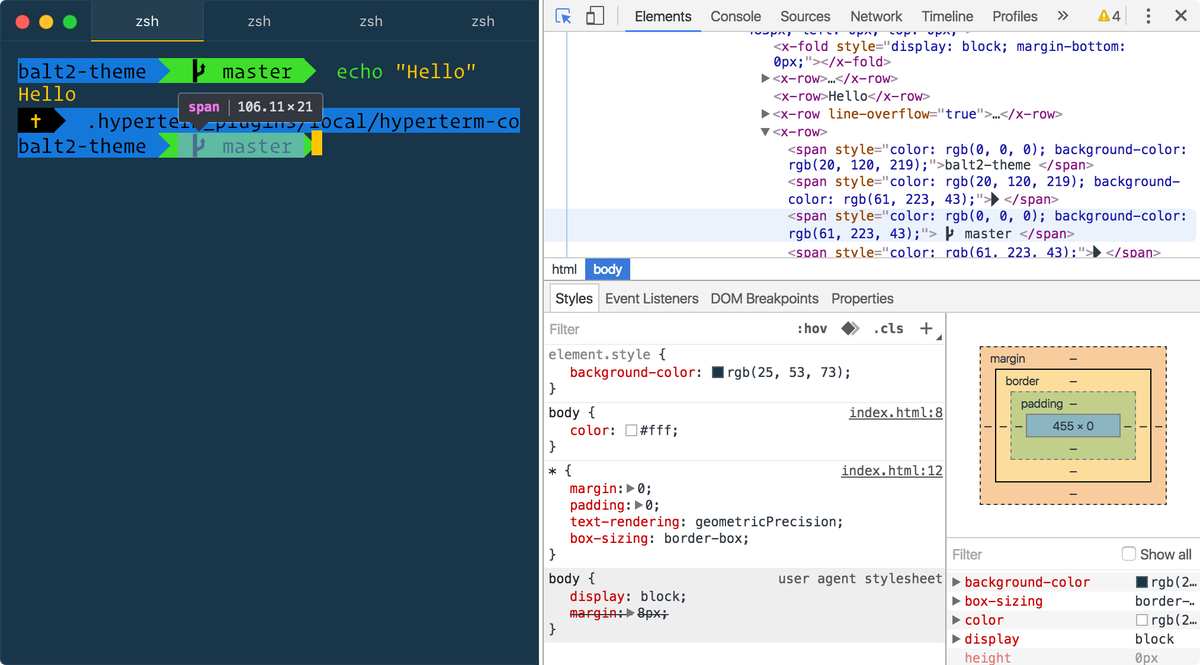 zsh zsh zsh zsh
balt2-theme master echo "Hello"
Hello
span 106.11×21
.hyperterm_plugins/local/hyperterm-co
balt2-theme master
Elements Console Sources Network Timeline Profiles » 4
<x-fold style="display: block; margin-bottom:
0px;"></x-fold>
<x-row>…</x-row>
<x-row>Hello</x-row>
<x-row line-overflow="true">…</x-row>
<x-row>
<span style="color: rgb(0, 0, 0); background-color:
rgb(20, 120, 219);">balt2-theme </span>
<span style="color: rgb(20, 120, 219); background-
color: rgb(61, 223, 43);"> </span>
<span style="color: rgb(0, 0, 0); background-color:
rgb(61, 223, 43);"> master </span>
<span style="color: rgb(61, 223, 43);"> </span>
html body
Styles Event Listeners DOM Breakpoints Properties
Filter :hov .cls +
element.style {
background-color: rgb(25, 53, 73);
}
body { index.html:8
color: #fff;
}
* { index.html:12
margin: 0;
padding: 0;
text-rendering: geometricPrecision;
box-sizing: border-box;
}
body { user agent stylesheet
display: block;
margin: 8px;
}
margin –
border –
padding –
– – – 455 × 0 – – –
–
–
–
Filter Show all
background-color rgb(2…
box-sizing border-…
color rgb(2…
display block
height 0px